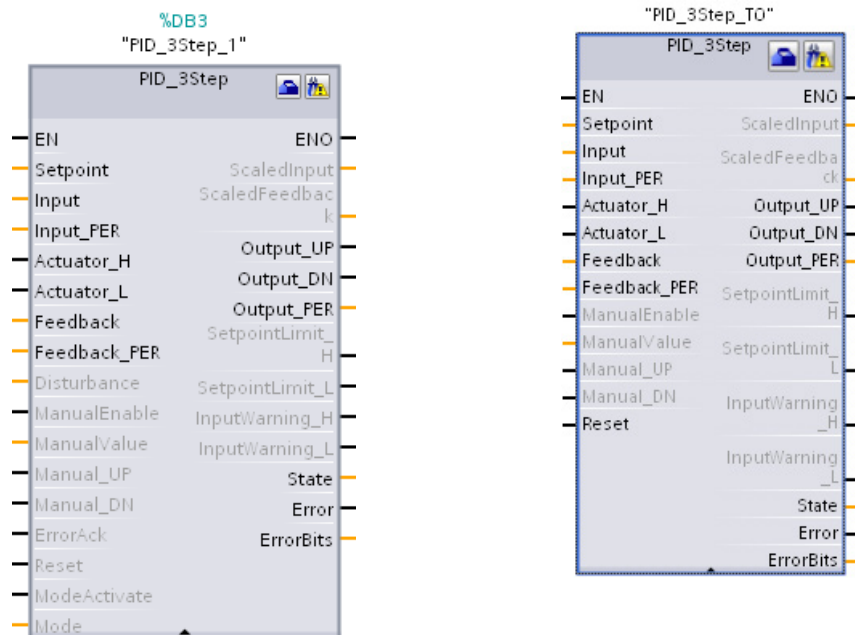 %DB3
"PID_3Step_1"
PID_3Step
EN
ENO
Setpoint
ScaledInput
Input
ScaledFeedbac
k
Input_PER
Output_UP
Actuator_H
Output_DN
Actuator_L
Output_PER
Feedback
SetpointLimit_
H
Feedback_PER
Disturbance
SetpointLimit_L
ManualEnable
InputWarning_H
ManualValue
InputWarning_L
Manual_UP
State
Manual_DN
Error
ErrorAck
ErrorBits
Reset
ModeActivate
Mode
"PID_3Step_TO"
PID_3Step
EN
ENO
Setpoint
ScaledInput
Input
ScaledFeedba
ck
Input_PER
Actuator_H
Output_UP
Actuator_L
Output_DN
Feedback
Output_PER
Feedback_PER
SetpointLimit_
H
ManualEnable
ManualValue
SetpointLimit_
L
Manual_UP
Manual_DN
InputWarning
_H
Reset
InputWarning
_L
State
Error
ErrorBits